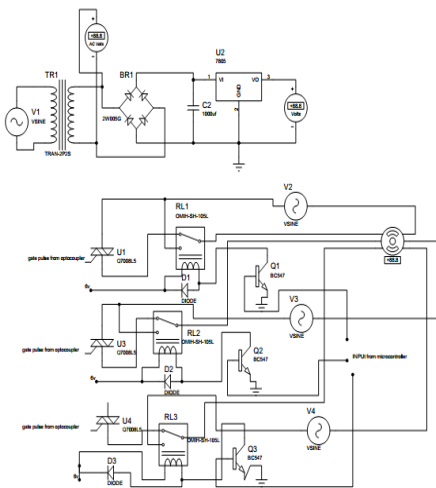 +88.8
AC Volts
TR1
TRAN-2P2S
V1
VSINE
BR1
2W005G
C2
1000uf
U2
7805
VI
VO
GND
1
2
3
+88.8
Volts
V2
VSINE
RL1
OMIH-SH-105L
+88.8
U1
Q7008L5
gate pulse from optocoupler
D1
DIODE
6v
Q1
BC547
V3
VSINE
RL2
OMIH-SH-105L
U3
Q7008L5
gate pulse from optocoupler
6v
D2
DIODE
Q2
BC547
INPUt from microcontroller
V4
VSINE
U4
Q7008L5
RL3
OMIH-SH-105L
gate pulse from optocoupler
D3
DIODE
6v
Q3
BC547